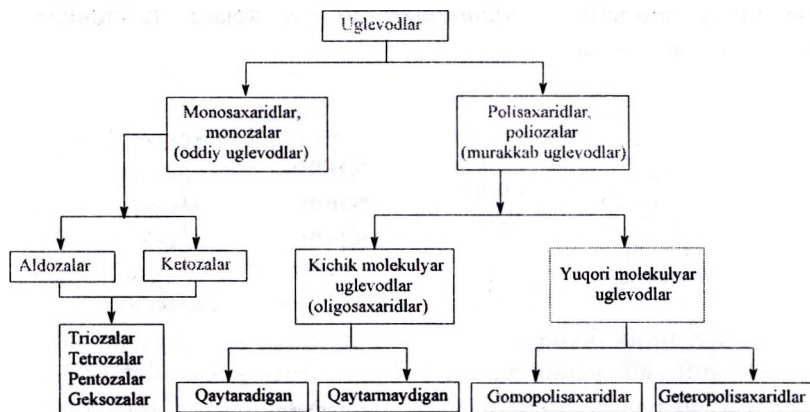 Uglevodlar
Monosaxaridlar,
monozalar
(oddiy uglevodlar)
Polisaxaridlar,
poliozalar
(murakkab uglevodlar)
Aldozalar
Ketozalar
Kichik molekulyar
uglevodlar
(oligosaxaridlar)
Yuqori molekulyar
uglevodlar
Triozalar
Tetrozalar
Pentozalar
Geksozalar
Qaytaradigan
Qaytarmaydigan
Gomopolisaxaridlar
Geteropolisaxaridlar